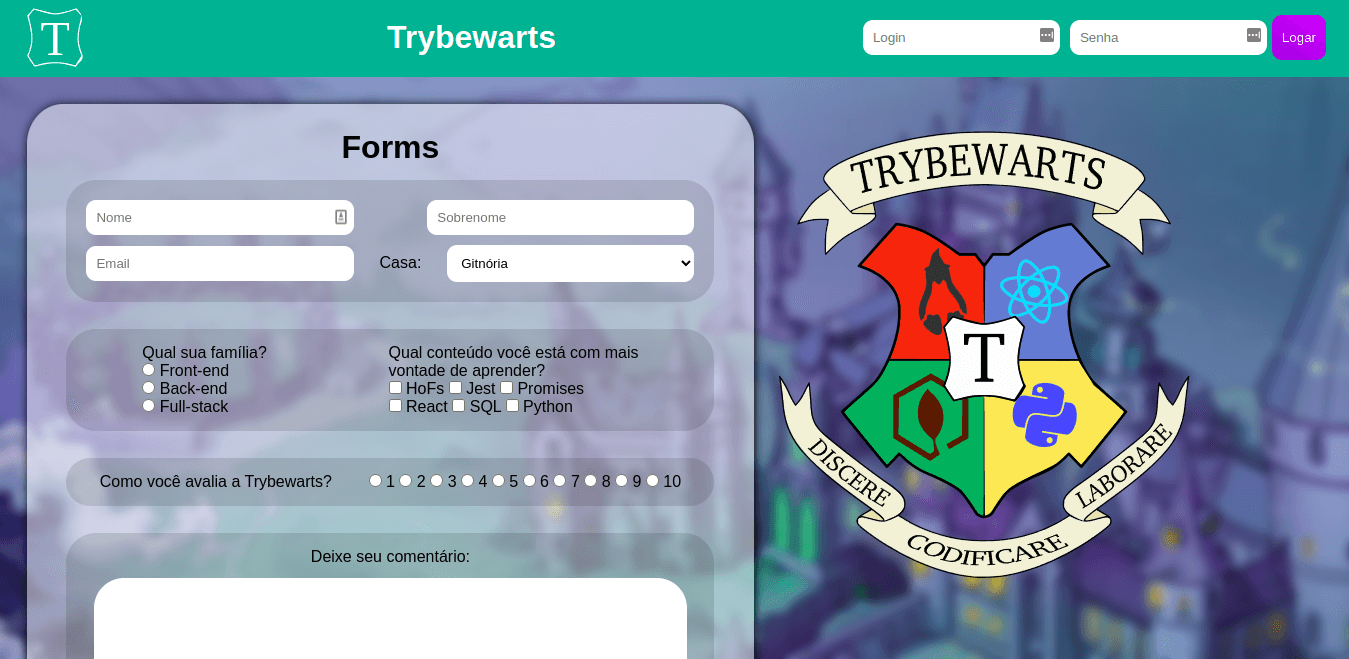 T
Trybewarts
Login
Senha
Logar
Forms
Nome
Sobrenome
Email
Casa:
Gitnória
Qual sua família?
Front-end
Back-end
Full-stack
Qual conteúdo você está com mais
vontade de aprender?
HoFs Jest Promises
React SQL Python
Como você avalia a Trybewarts?
1 2 3 4 5 6 7 8 9 10
Deixe seu comentário:
TRYBEWARTS
T
DISCERE
LABORARE
CODIFICARE